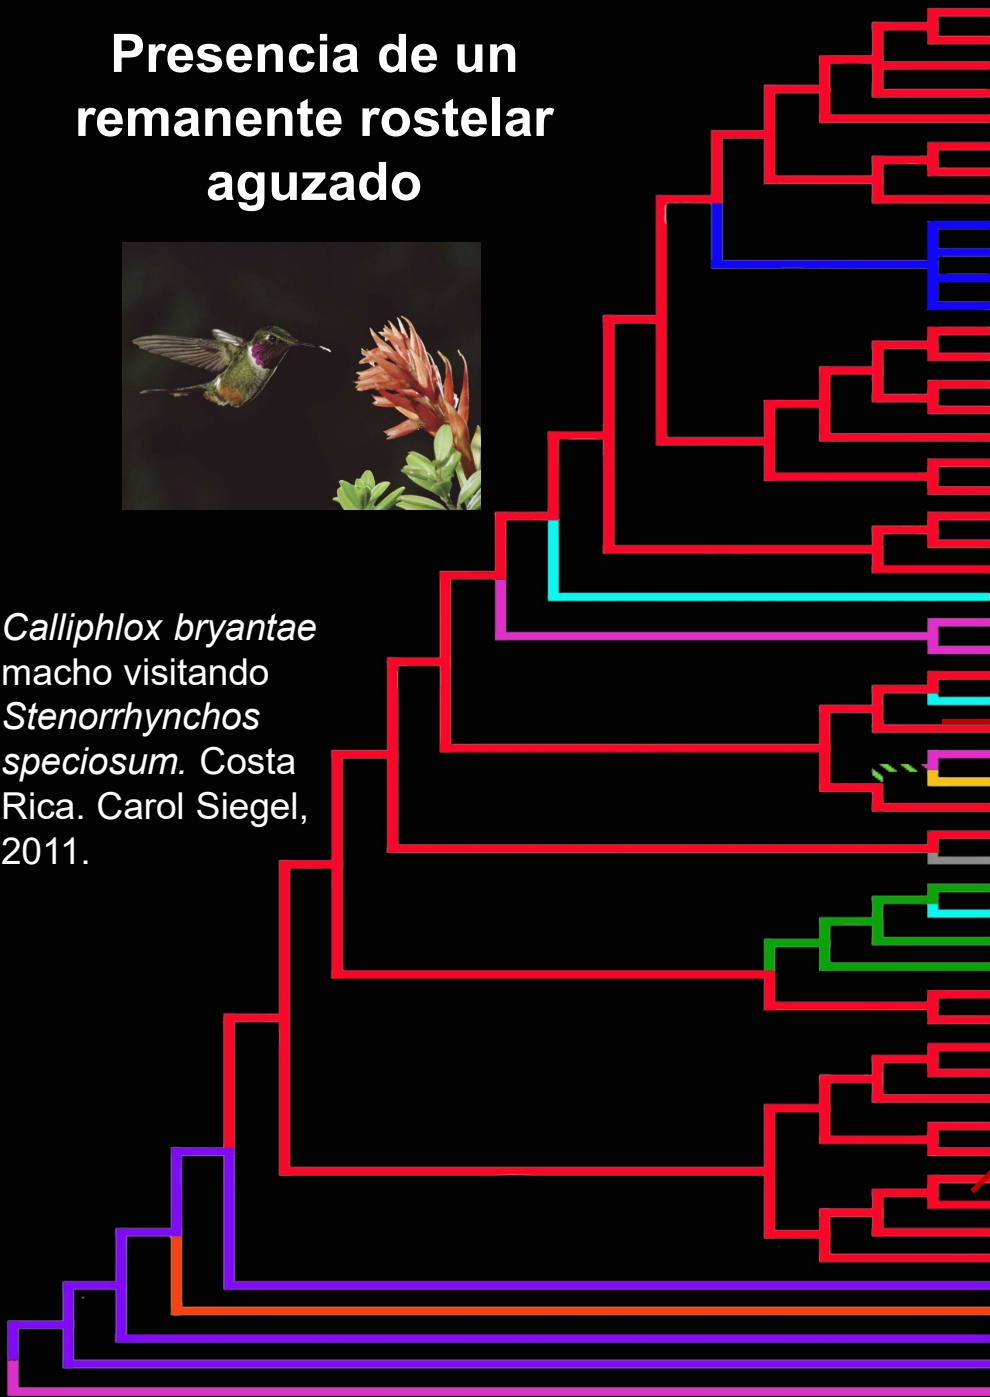 Presencia de un
remanente rostelar
aguzado
Calliphlox bryantae
macho visitando
Stenorrhynchos
speciosum. Costa
Rica. Carol Siegel,
2011.